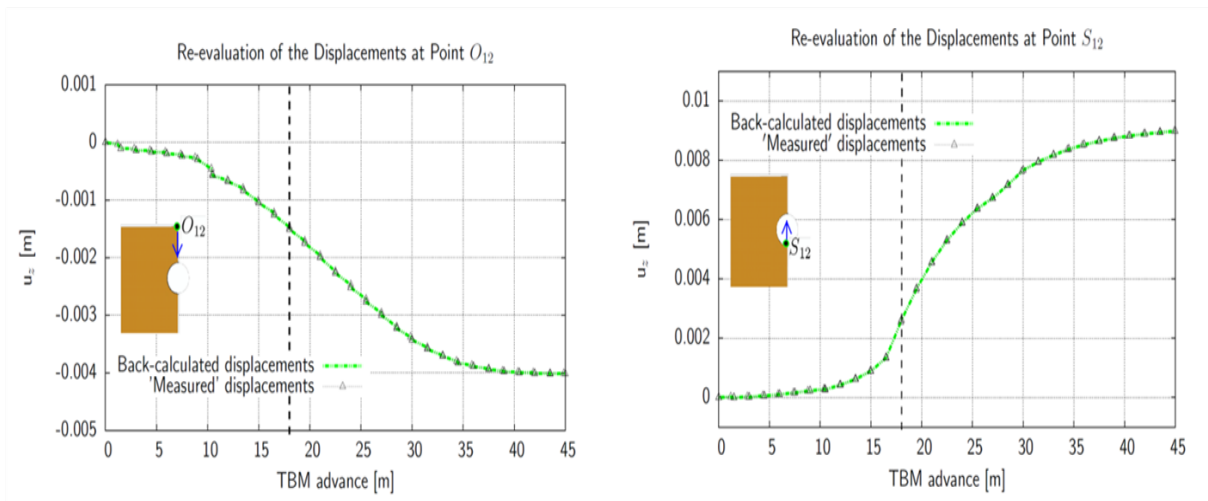 Re-evaluation of the Displacements at Point O₁₂
0.001
0
-0.001
-0.002
-0.003
-0.004
-0.005
u_z [m]
O₁₂
Back-calculated displacements
'Measured' displacements
0 5 10 15 20 25 30 35 40 45
TBM advance [m]
Re-evaluation of the Displacements at Point S₁₂
0.01
0.008
0.006
0.004
0.002
0
u_z [m]
Back-calculated displacements
'Measured' displacements
S₁₂
0 5 10 15 20 25 30 35 40 45
TBM advance [m]